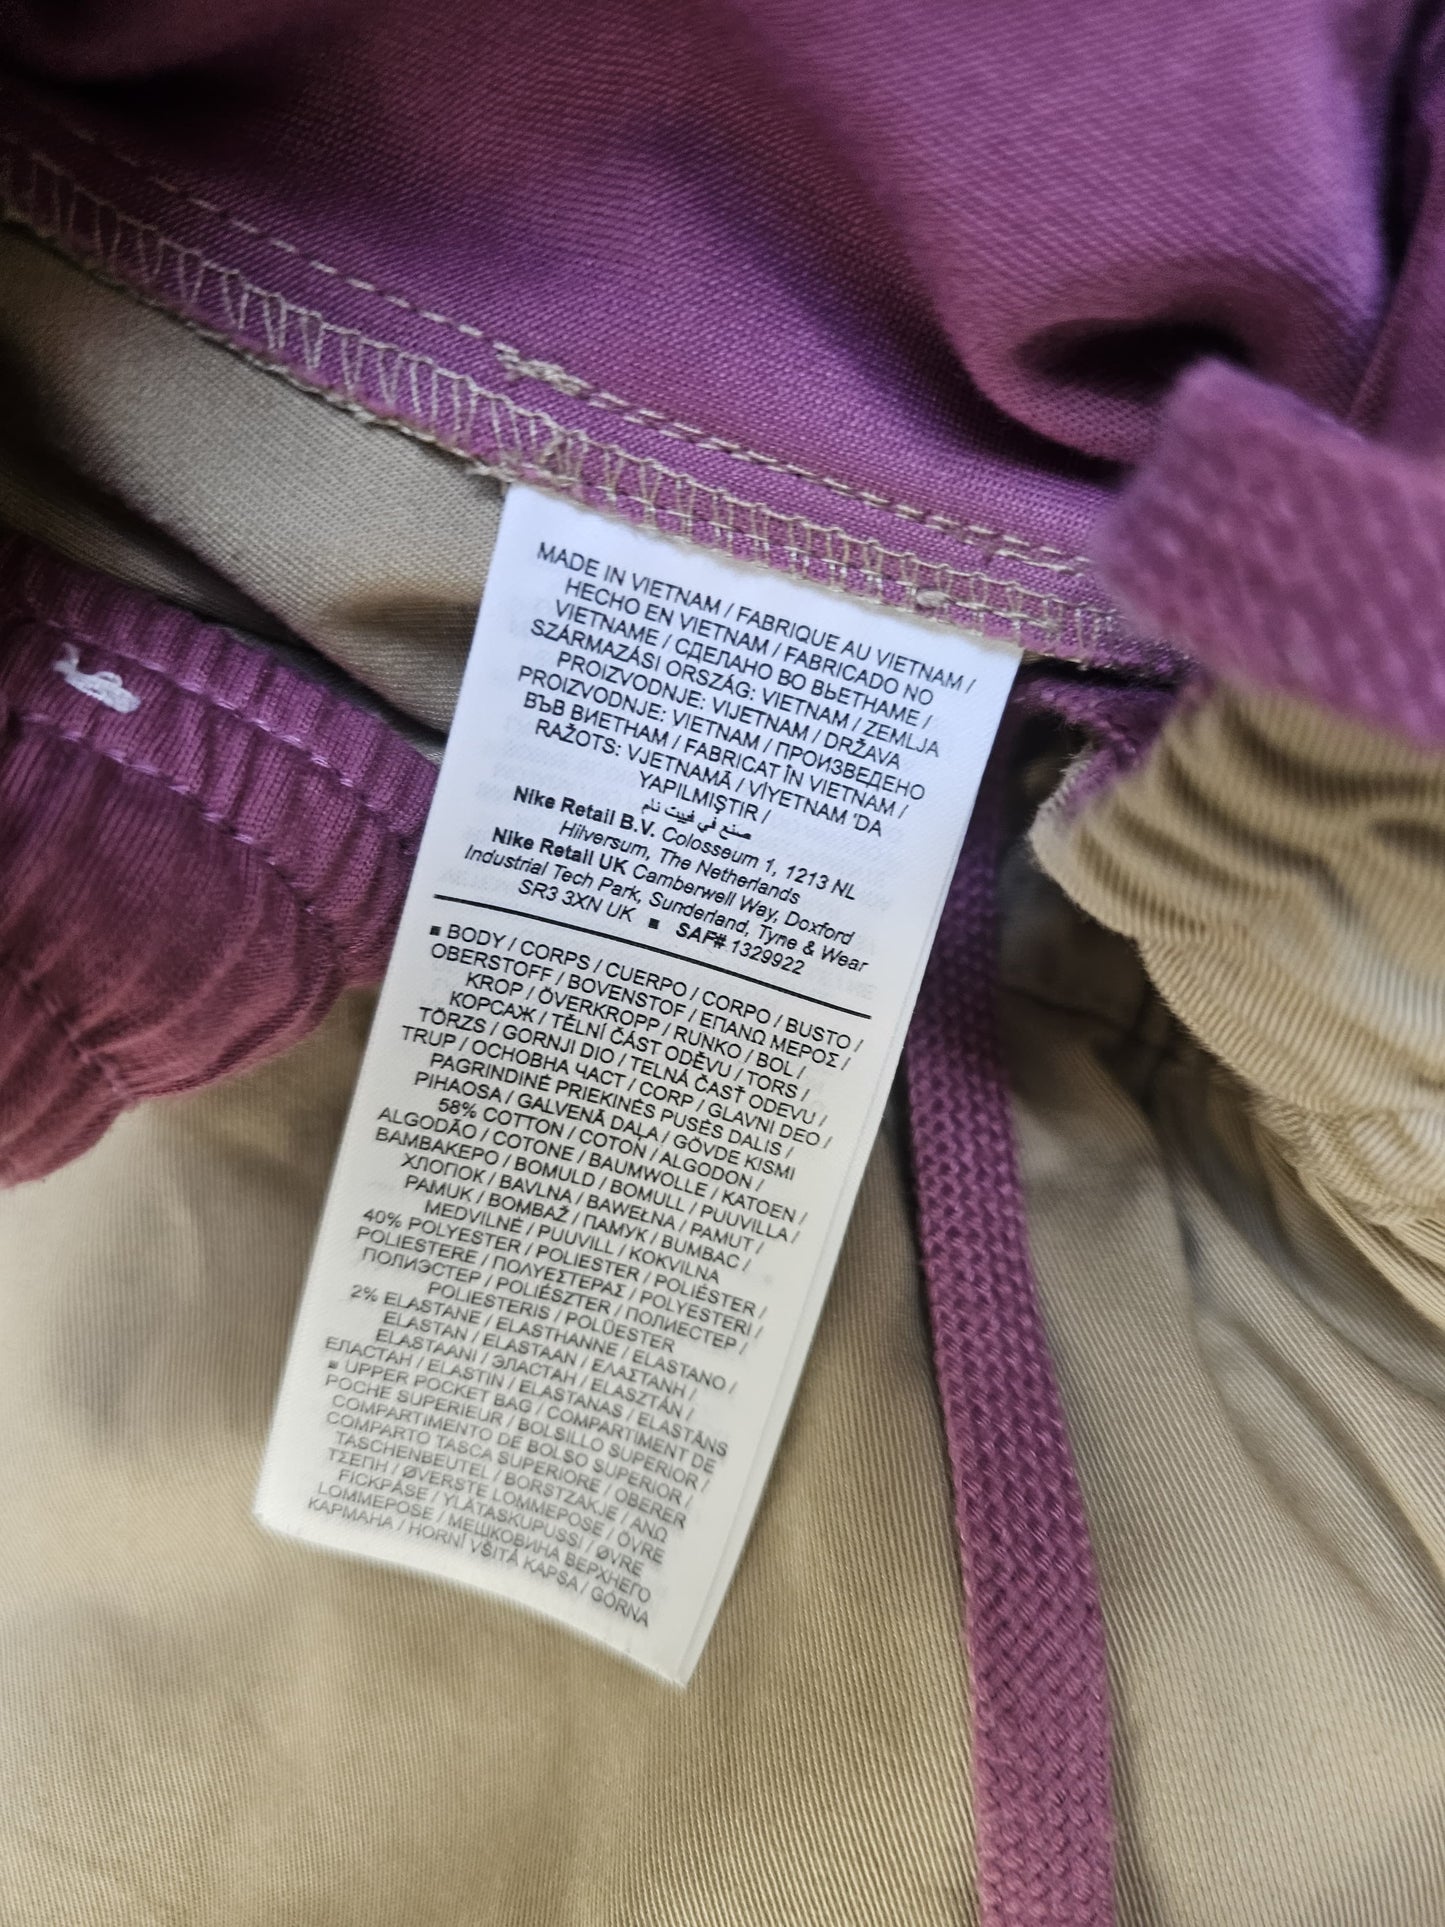 MADE IN VIETNAM / FABRIQUE AU VIETNAM /
HECHO EN VIETNAM / FABRICADO NO
VIETNAME / СДЕЛАНО ВО ВЬЕТНАМЕ /
SZÁRMAZÁSI ORSZÁG: VIETNAM / ZEMLJA
PROIZVODNJE: VIJETNAM / DRŽAVA
PROIZVODNJE: VIETNAM / ПРОИЗВЕДЕНО
ВЪВ ВИЕТНАМ / FABRICAT ÎN VIETNAM /
RAŽOTS: VJETNAMĀ / VİYETNAM 'DA
YAPILMIŞTIR /
صنع في فييت نام
Nike Retail B.V. Colosseum 1, 1213 NL
Hilversum, The Netherlands
Nike Retail UK Camberwell Way, Doxford
Industrial Tech Park, Sunderland, Tyne & Wear
SR3 3XN UK ▪ SAF# 1329922
▪ BODY / CORPS / CUERPO / CORPO / BUSTO /
OBERSTOFF / BOVENSTOF / ΕΠΑΝΩ ΜΕΡΟΣ /
KROP / ÖVERKROPP / RUNKO / BOL /
КОРСАЖ / TĚLNÍ ČÁST ODĚVU / TORS /
TÖRZS / GORNJI DIO / TELNÁ ČASŤ ODEVU /
TRUP / ОСНОВНА ЧАСТ / CORP / GLAVNI DEO /
PAGRINDINĖ PRIEKINĖS PUSĖS DALIS /
PIHAOSA / GALVENĀ DAĻA / GÖVDE KISMI
58% COTTON / COTON / ALGODON /
ALGODÃO / COTONE / BAUMWOLLE / KATOEN /
ΒΑΜΒΑΚΕΡΟ / BOMULD / BOMULL / PUUVILLA /
ХЛОПОК / BAVLNA / BAWEŁNA / PAMUT /
PAMUK / BOMBAŽ / ПАМУК / BUMBAC /
MEDVILNĖ / PUUVILL / KOKVILNA
40% POLYESTER / POLIESTER / POLIÉSTER /
POLIESTERE / ΠΟΛΥΕΣΤΕΡΑΣ / POLYESTERI /
ПОЛИЭСТЕР / POLIÉSZTER / ПОЛИЕСТЕР /
POLIESTERIS / POLÜESTER
2% ELASTANE / ELASTHANNE / ELASTANO /
ELASTAN / ELASTAAN / ΕΛΑΣΤΑΝΗ /
ELASTAANI / ЭЛАСТАН / ELASZTÁN /
ЕЛАСТАН / ELASTIN / ELASTANAS / ELASTĀNS
▪ UPPER POCKET BAG / COMPARTIMENT DE
POCHE SUPERIEUR / BOLSILLO SUPERIOR /
COMPARTIMENTO DE BOLSO SUPERIOR /
COMPARTO TASCA SUPERIORE / OBERER
TASCHENBEUTEL / BORSTZAKJE / ΑΝΩ
ΤΣΕΠΗ / ØVERSTE LOMMEPOSE / ÖVRE
FICKPÅSE / YLÄTASKUPUSSI / ØVRE
LOMMEPOSE / МЕШКОВИНА ВЕРХНЕГО
КАРМАНА / HORNÍ VŠITÁ KAPSA / GÓRNA